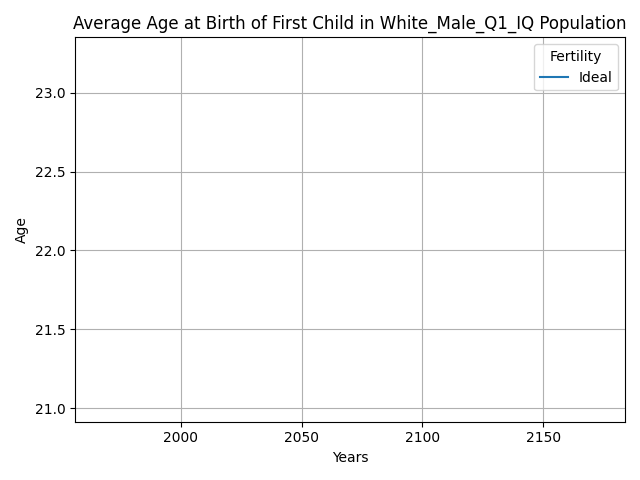 Average Age at Birth of First Child in White_Male_Q1_IQ Population
Fertility
Ideal
23.0
22.5
22.0
21.5
21.0
Age
2000 2050 2100 2150
Years